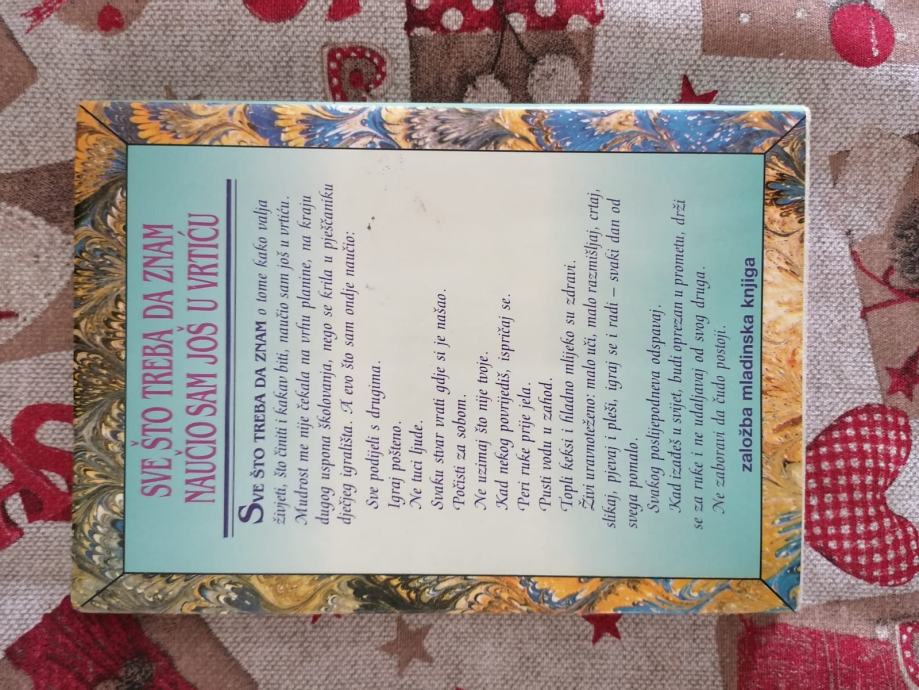 SVE ŠTO TREBA DA ZNAM
NAUČIO SAM JOŠ U VRTIĆU
SVE ŠTO TREBA DA ZNAM o tome kako valja
živjeti, što činiti i kakav biti, naučio sam još u vrtiću.
Mudrost me nije čekala na vrhu planine, na kraju
dugog uspona školovanja, nego se krila u pješčaniku
dječjeg igrališta. A evo što sam ondje naučio:
Sve podijeli s drugima.
Igraj pošteno.
Ne tuci ljude.
Svaku stvar vrati gdje si je našao.
Počisti za sobom.
Ne uzimaj što nije tvoje.
Kad nekog povrijediš, ispričaj se.
Peri ruke prije jela.
Pusti vodu u zahod.
Topli keksi i hladno mlijeko su zdravi.
Živi uravnoteženo: malo uči, malo razmišljaj, crtaj,
slikaj, pjevaj i pleši, igraj se i radi – svaki dan od
svega pomalo.
Svakog poslijepodneva odspavaj.
Kad izađeš u svijet, budi oprezan u prometu, drži
se za ruke i ne udaljavaj od svog druga.
Ne zaboravi da čudo postoji.
založba mladinska knjiga